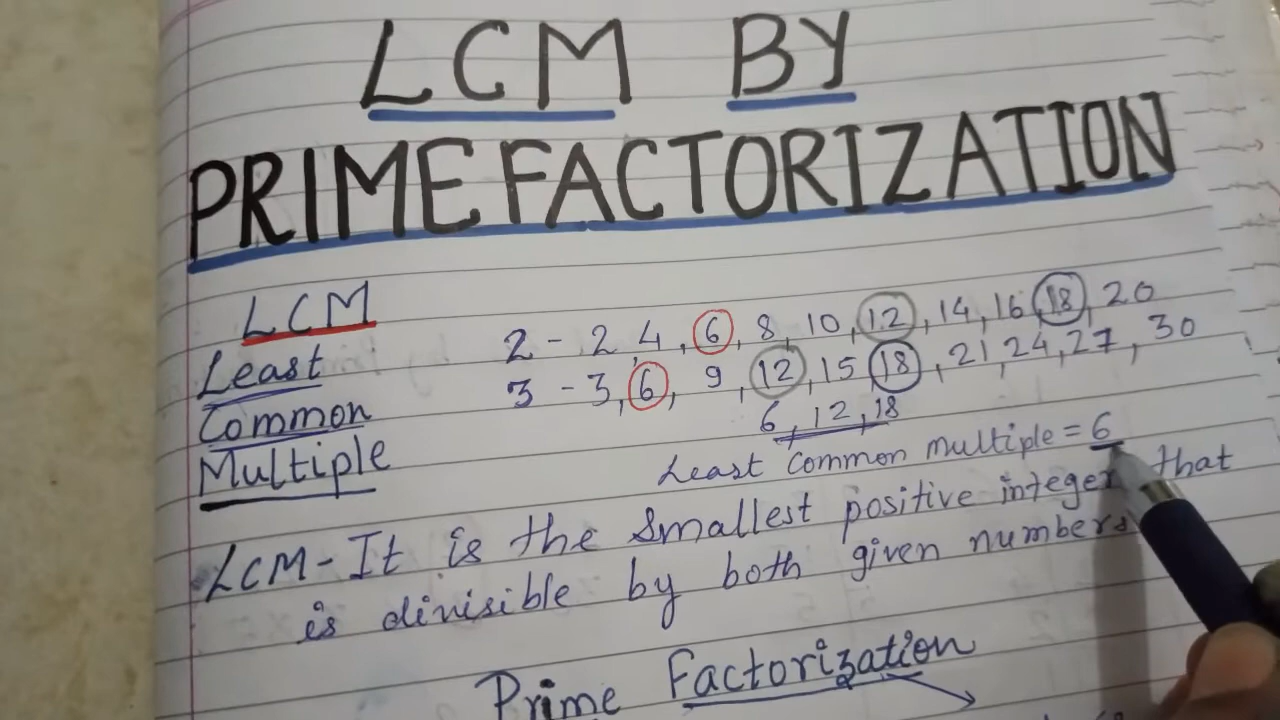 LCM BY
PRIME FACTORIZATION
LCM
Least
Common
Multiple
2 - 2 4, 6, 8, 10, 12, 14, 16, 18, 20
3 - 3, 6, 9, 12, 15, 18, 21, 24, 27, 30
6, 12, 18
Least Common multiple = 6
LCM - It is the smallest positive integer that
is divisible by both given numbers
Prime Factorization